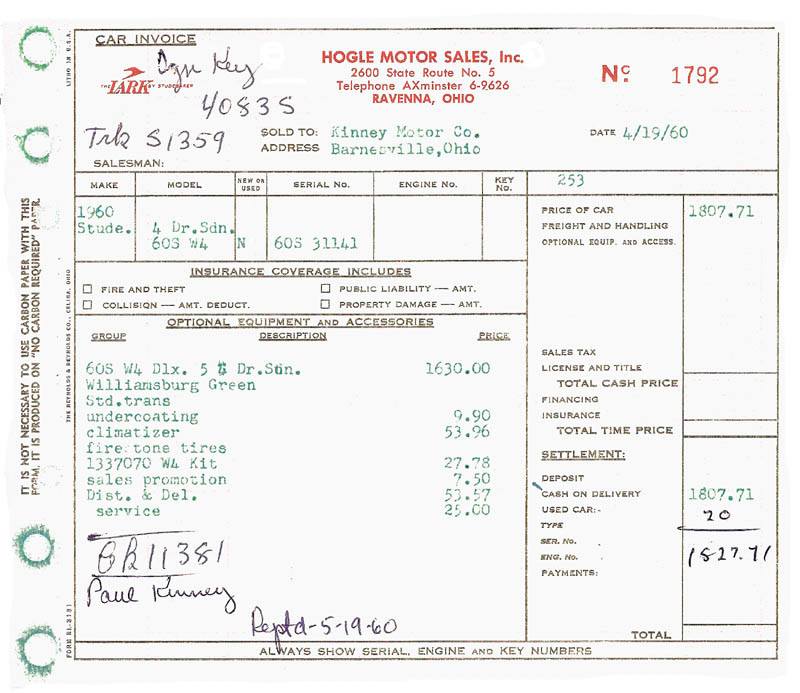 CAR INVOICE
LITHO IN U.S.A.
THE LARK BY STUDEBAKER
Key
40835
Trk S1359
SALESMAN:
HOGLE MOTOR SALES, Inc.
2600 State Route No. 5
Telephone AXminster 6-2626
RAVENNA, OHIO
No. 1792
SOLD TO: Kinney Motor Co.
ADDRESS Barnesville,Ohio
DATE 4/19/60
MAKE MODEL NEW OR USED SERIAL No. ENGINE No. KEY No. 253
1960
Stude. 4 Dr.Sdn.
60S W4 N 60S 31141
PRICE OF CAR 1807.71
FREIGHT AND HANDLING
OPTIONAL EQUIP. AND ACCESS.
INSURANCE COVERAGE INCLUDES
FIRE AND THEFT PUBLIC LIABILITY — AMT.
COLLISION — AMT. DEDUCT. PROPERTY DAMAGE — AMT.
OPTIONAL EQUIPMENT AND ACCESSORIES
GROUP DESCRIPTION PRICE
60S W4 Dlx. Dr.Sdn. 1630.00
Williamsburg Green
Std.trans
undercoating 9.90
climatizer 53.96
firestone tires
1337070 W4 Kit 27.78
sales promotion 7.50
Dist. & Del. 53.57
service 25.00
SALES TAX
LICENSE AND TITLE
TOTAL CASH PRICE
FINANCING
INSURANCE
TOTAL TIME PRICE
SETTLEMENT:
DEPOSIT
CASH ON DELIVERY 1807.71
USED CAR:- 20
TYPE
SER. No.
ENG. No. 1827.71
PAYMENTS:
TOTAL
11381
Paul Kinney
Reptd-5-19-60
ALWAYS SHOW SERIAL, ENGINE AND KEY NUMBERS
IT IS NOT NECESSARY TO USE CARBON PAPER WITH THIS
FORM. IT IS PRODUCED ON "NO CARBON REQUIRED" PAPER.
THE REYNOLDS & REYNOLDS CO., CELINA, OHIO